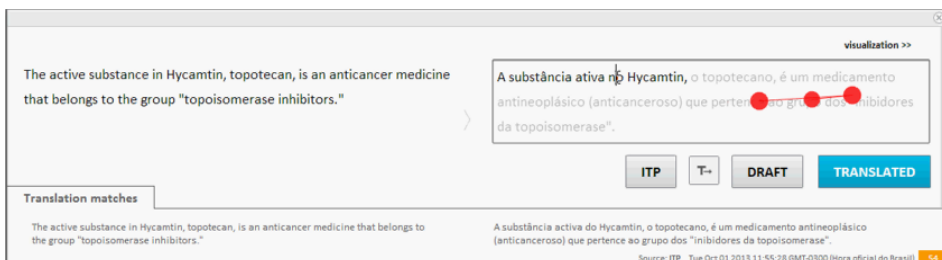 visualization >>
The active substance in Hycamtin, topotecan, is an anticancer medicine
that belongs to the group "topoisomerase inhibitors."
A substância ativa no Hycamtin, o topotecano, é um medicamento
antineoplásico (anticanceroso) que pertence ao grupo dos "inibidores
da topoisomerase".
ITP
T→
DRAFT
TRANSLATED
Translation matches
The active substance in Hycamtin, topotecan, is an anticancer medicine that belongs to
the group "topoisomerase inhibitors."
A substância activa do Hycamtin, o topotecano, é um medicamento antineoplásico
(anticanceroso) que pertence ao grupo dos "inibidores da topoisomerase".
Source: ITP Tue Oct 01 2013 11:55:28 GMT-0300 (Hora oficial do Brasil) 54